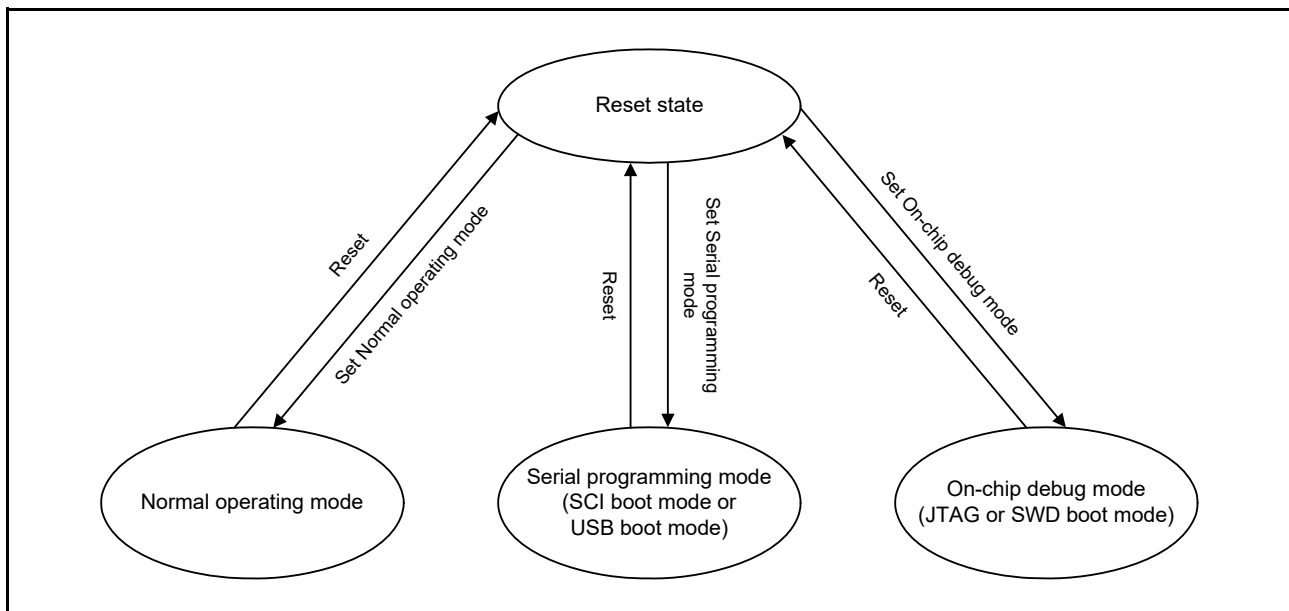 Reset state
Reset
Set Normal operating mode
Reset
Set Serial programming
mode
Set On-chip debug mode
Reset
Normal operating mode
Serial programming mode
(SCI boot mode or
USB boot mode)
On-chip debug mode
(JTAG or SWD boot mode)